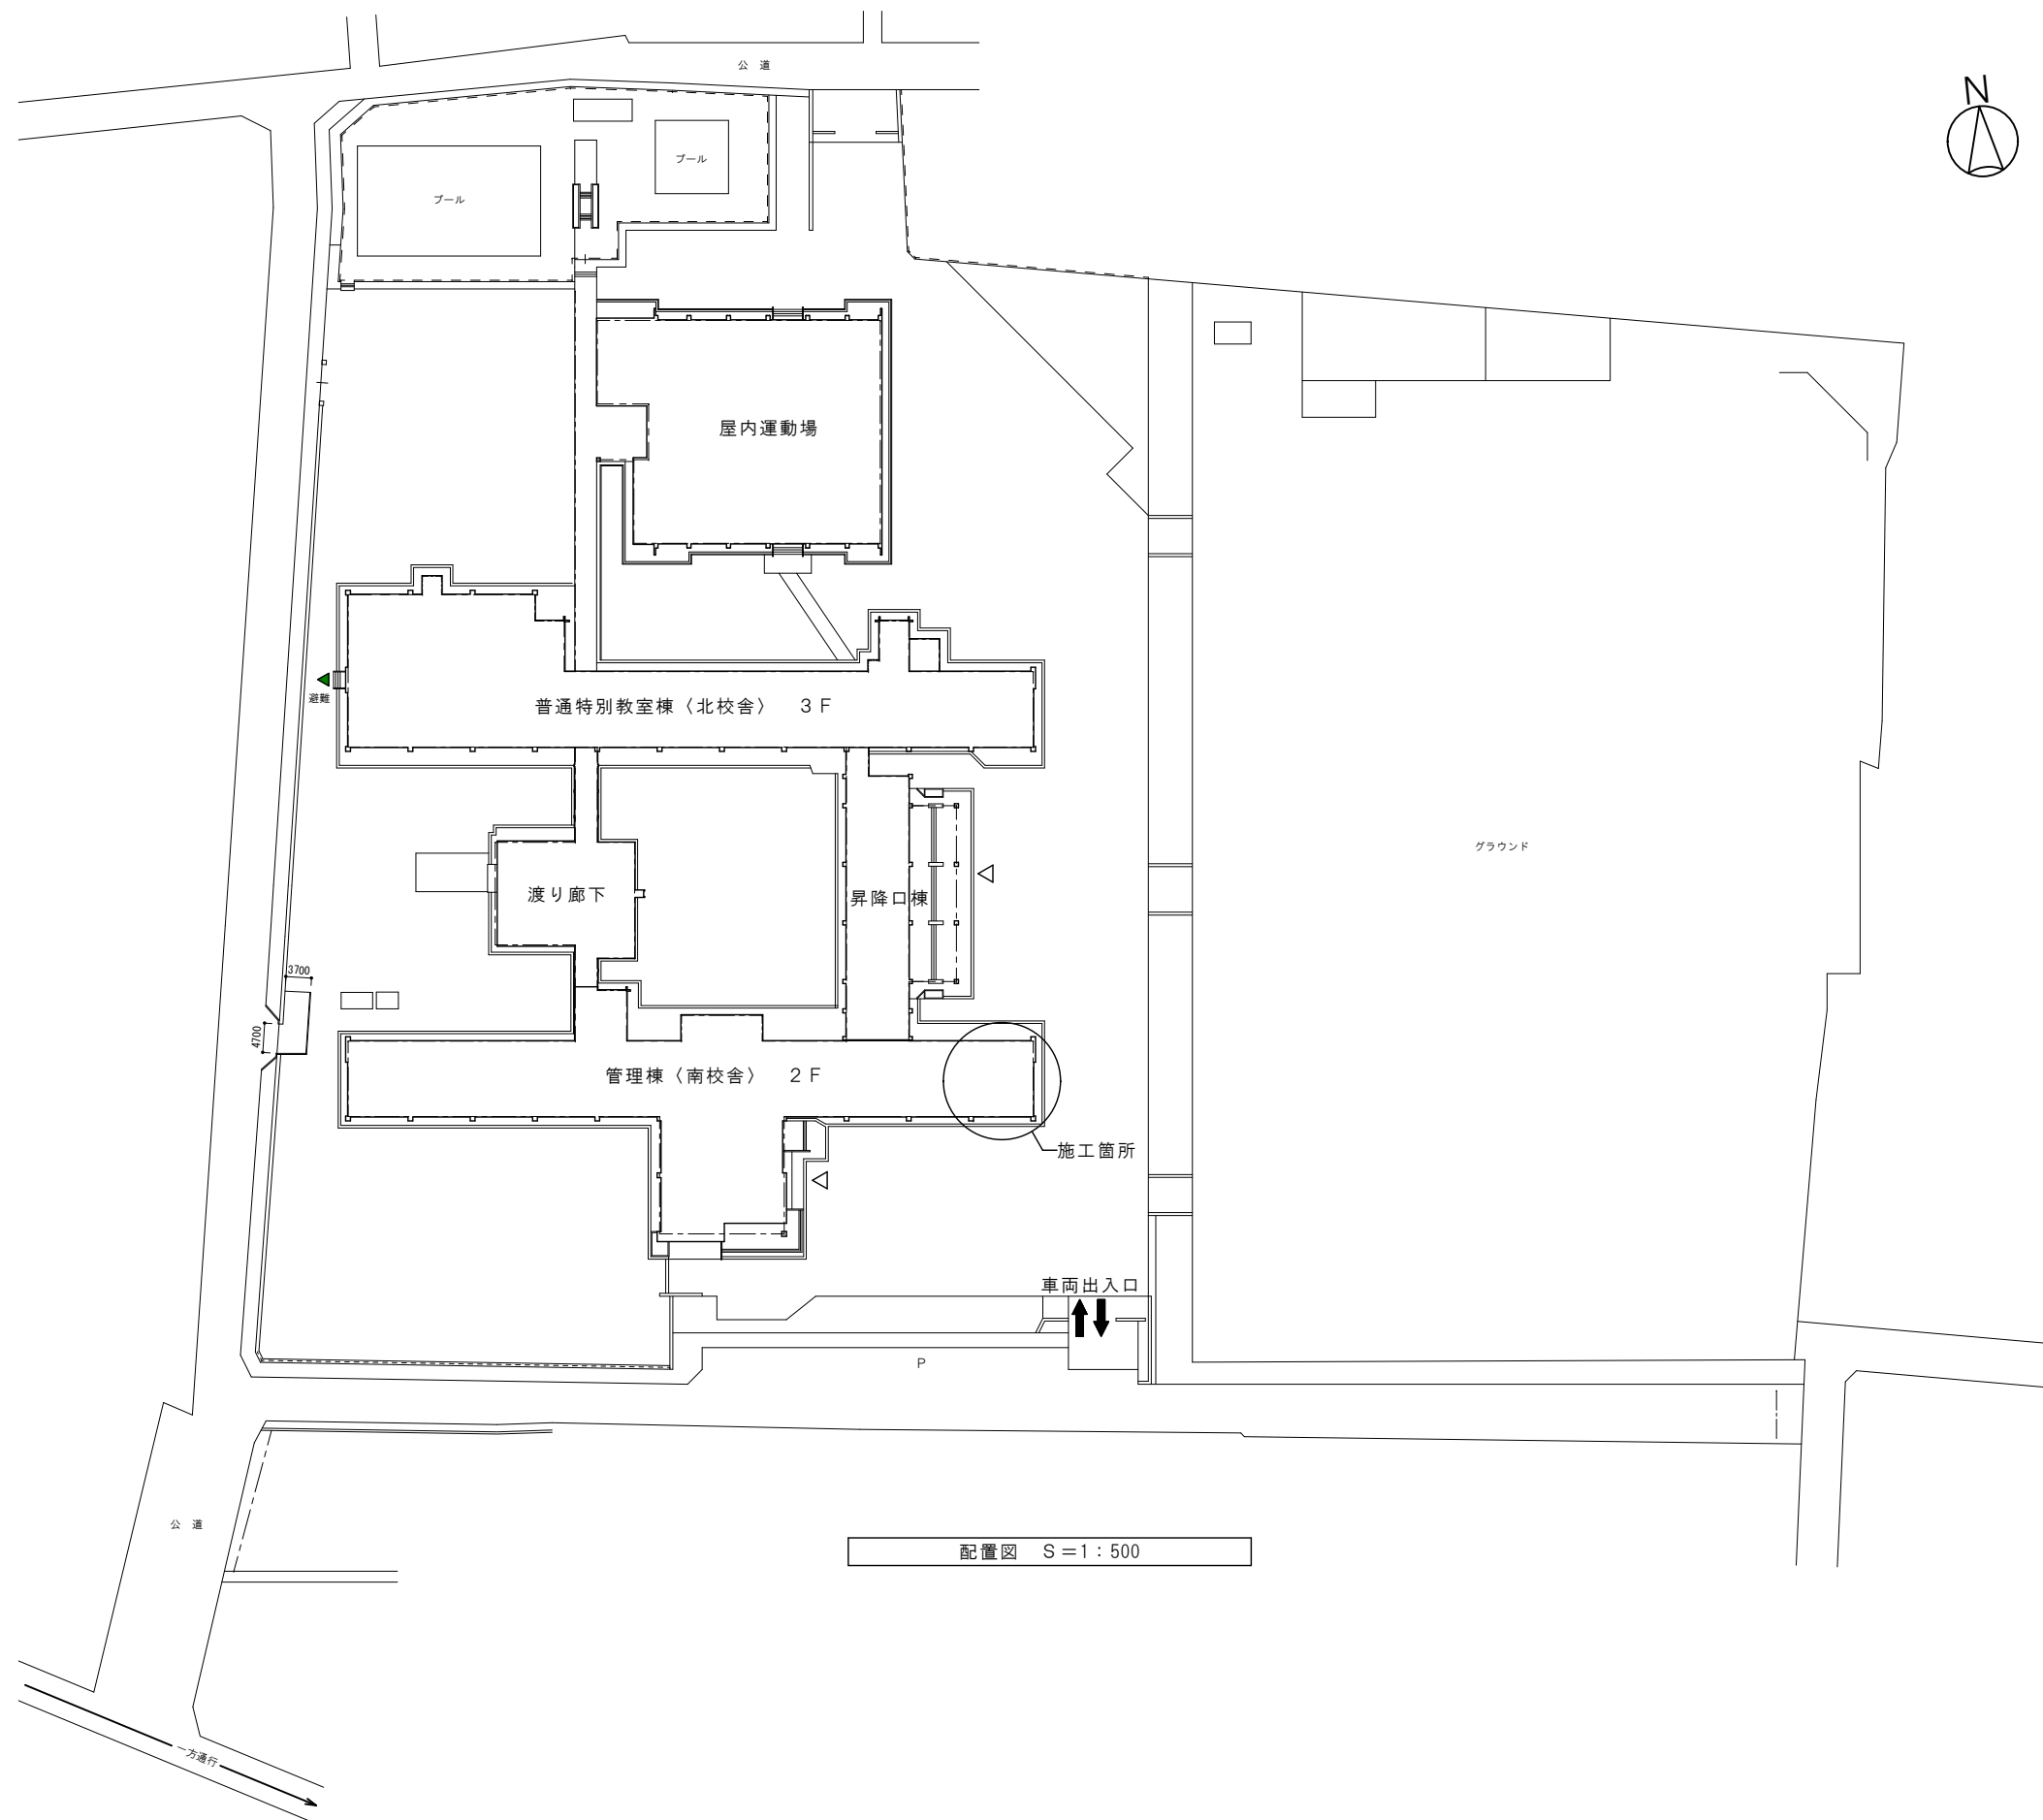 公 道
N
プール
プール
屋内運動場
避難
普通特別教室棟〈北校舎〉 3F
グラウンド
渡り廊下
昇降口棟
3700
4700
管理棟〈南校舎〉 2F
施工箇所
車両出入口
P
公 道
配置図 S=1:500
一方通行